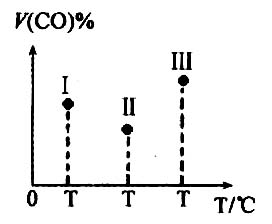 V(CO)%
I
II
III
0 T T T T/℃